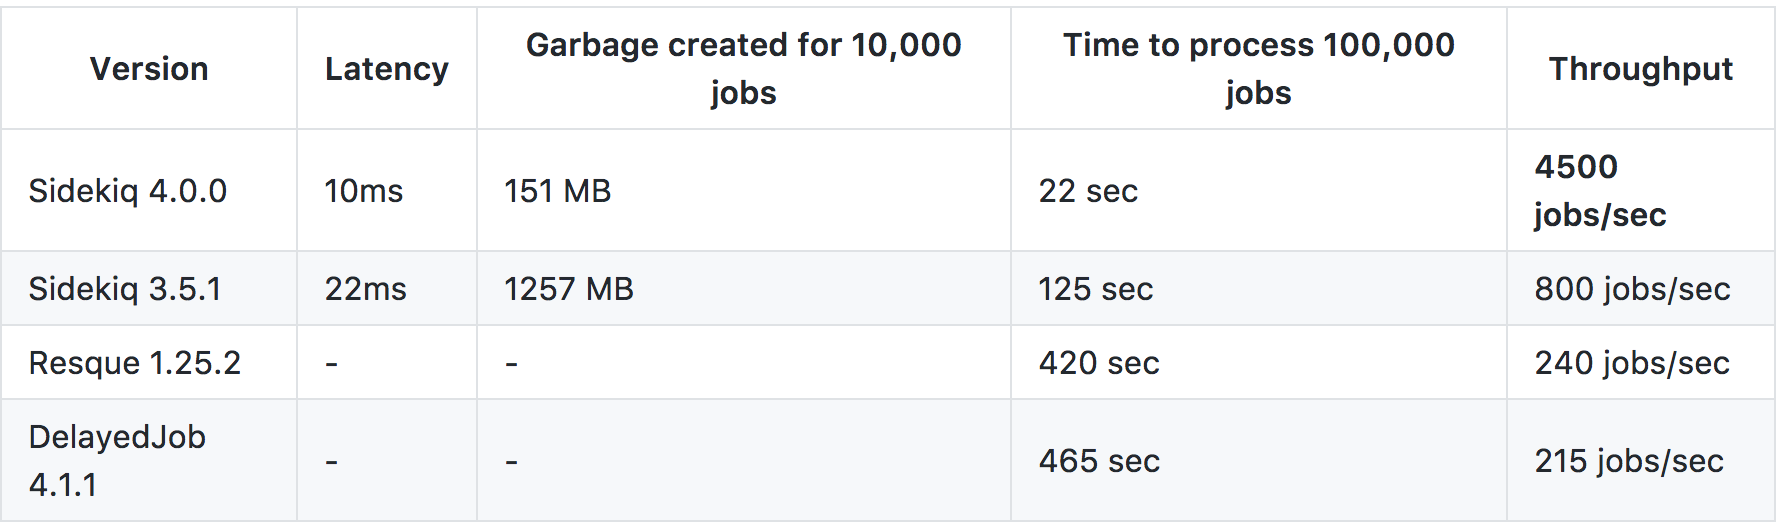 Version
Latency
Garbage created for 10,000
jobs
Time to process 100,000
jobs
Throughput
Sidekiq 4.0.0
10ms
151 MB
22 sec
4500
jobs/sec
Sidekiq 3.5.1
22ms
1257 MB
125 sec
800 jobs/sec
Resque 1.25.2
-
-
420 sec
240 jobs/sec
DelayedJob
4.1.1
-
-
465 sec
215 jobs/sec